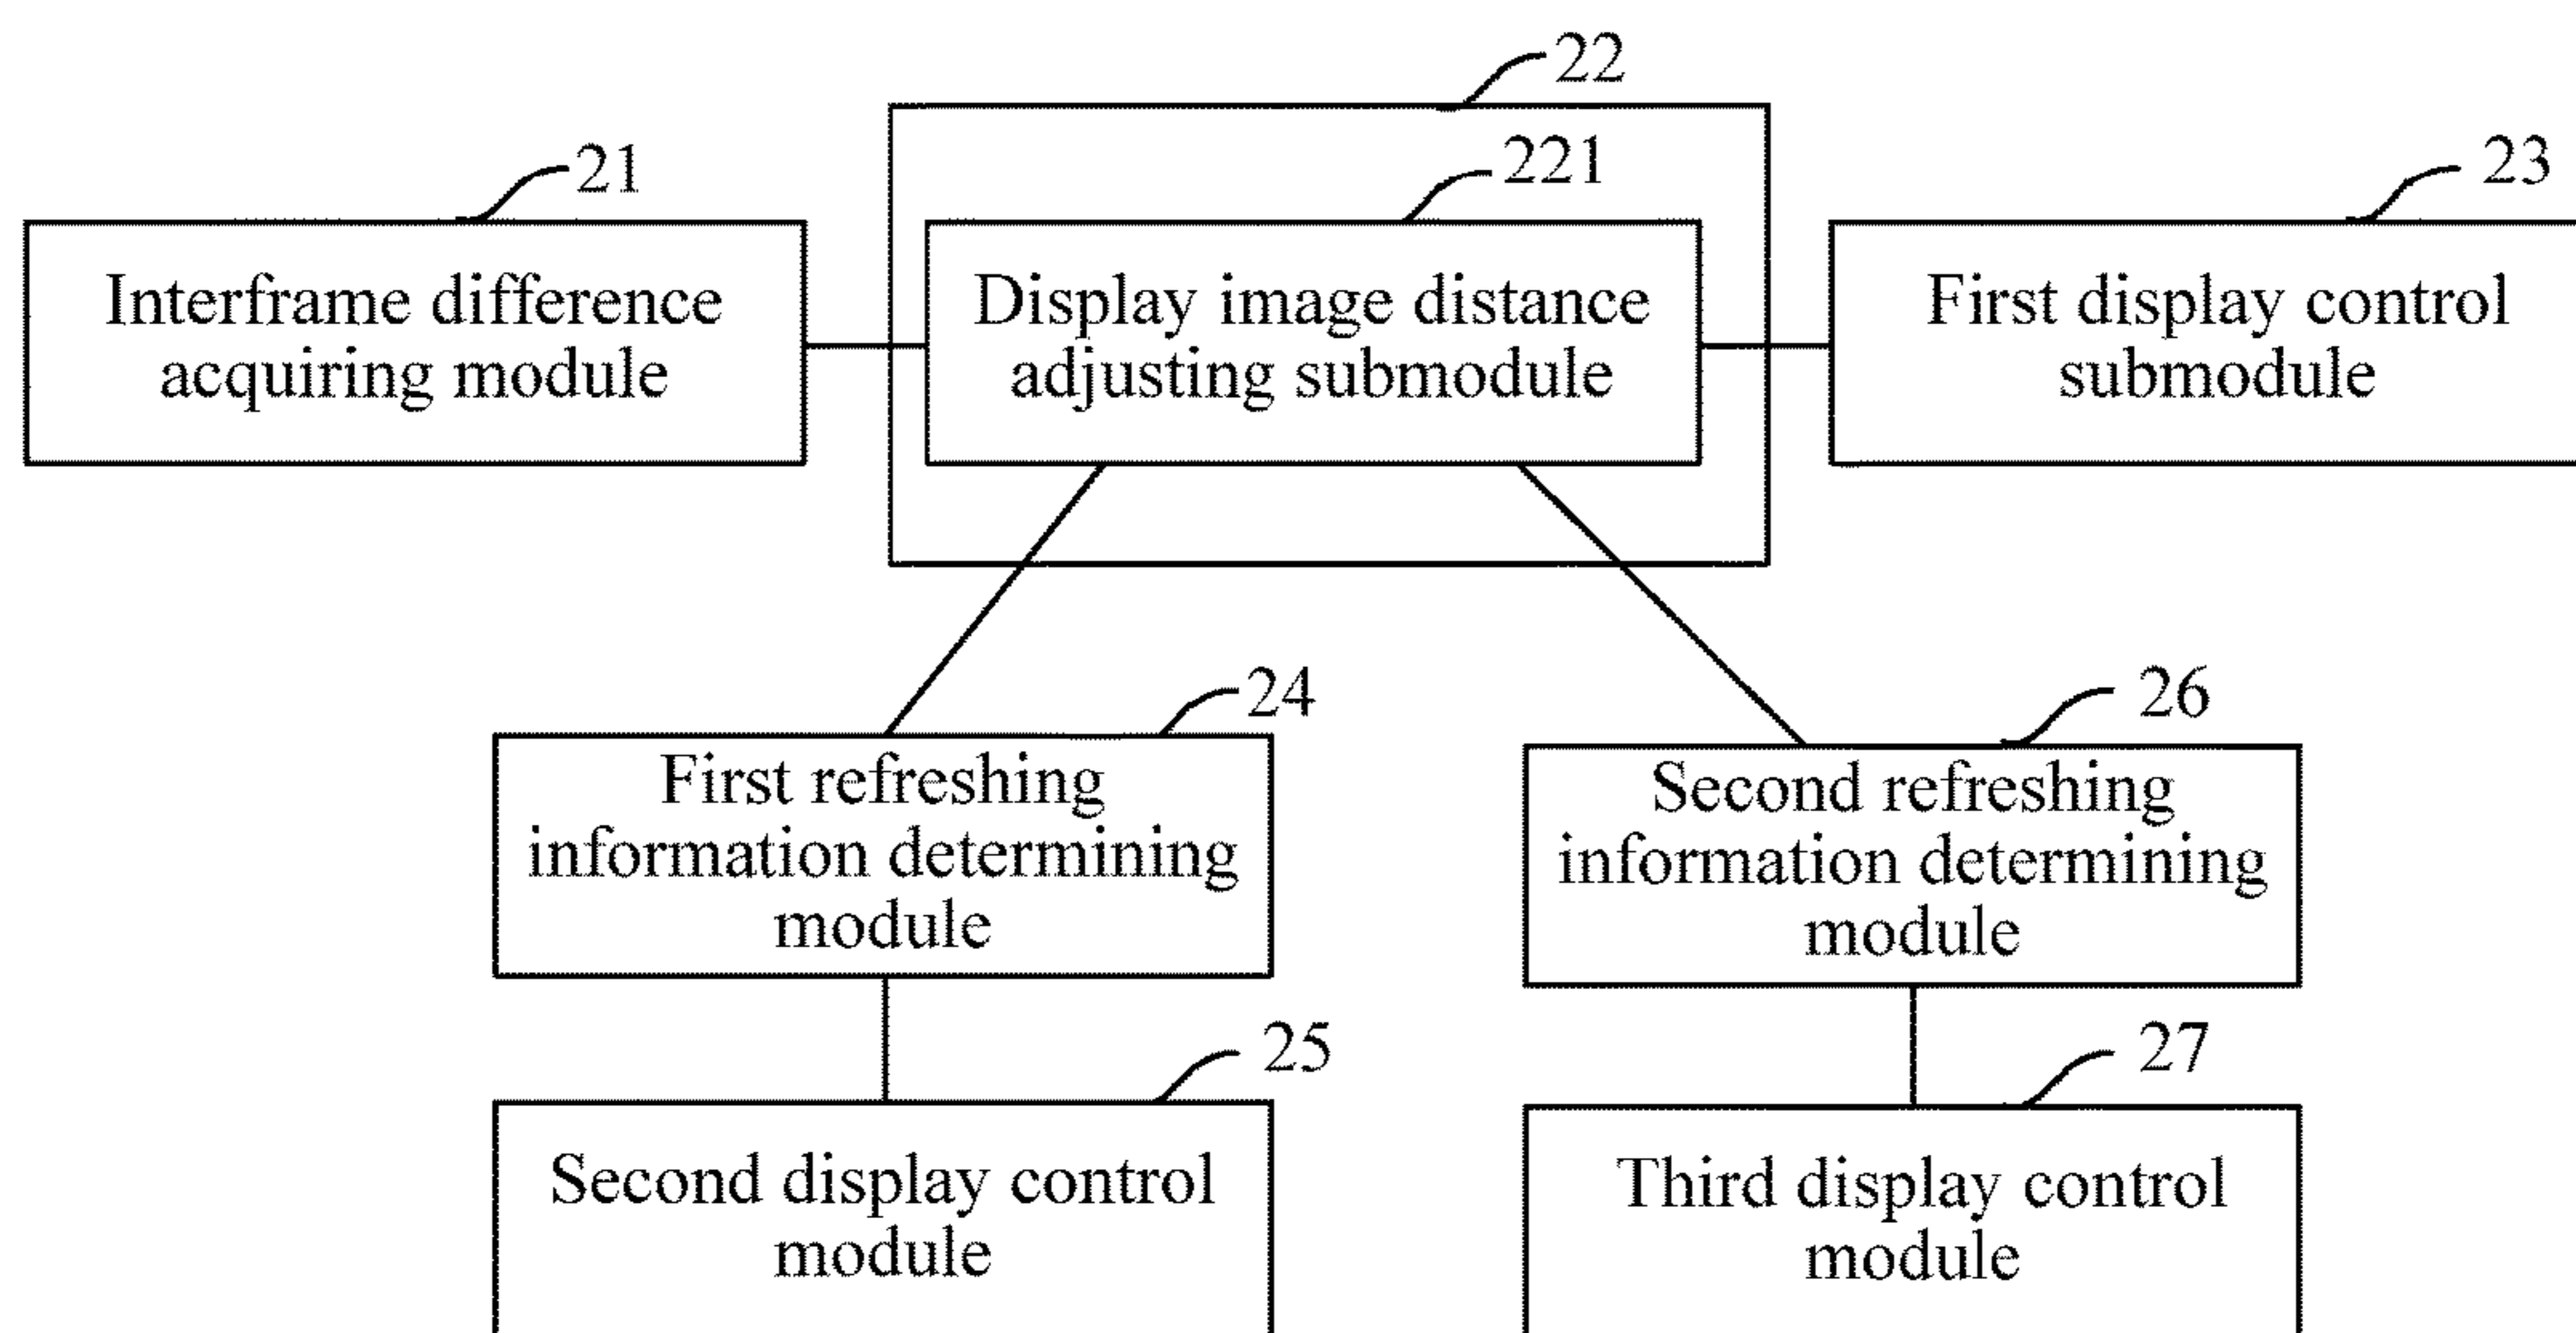 22
21
221
23
Interframe difference
acquiring module
Display image distance
adjusting submodule
First display control
submodule
24
26
First refreshing
information determining
module
Second refreshing
information determining
module
25
27
Second display control
module
Third display control
module